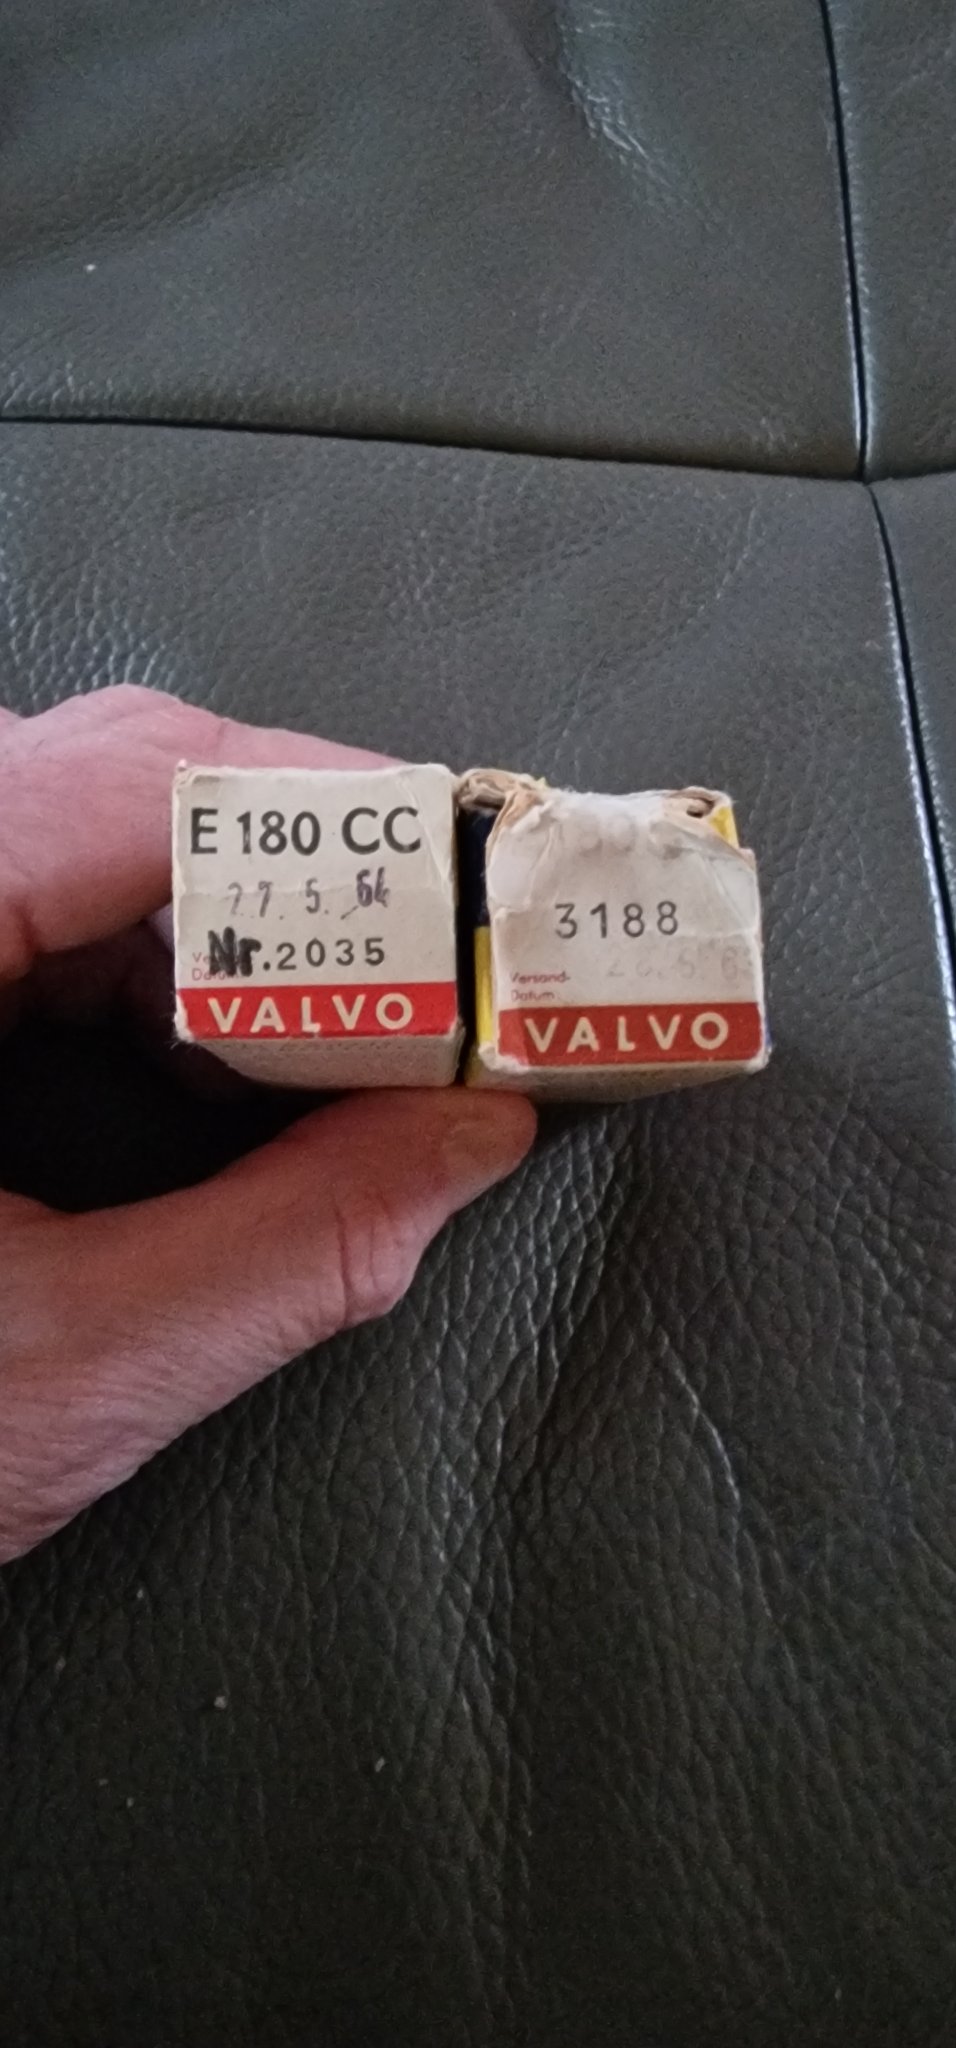 E 180 CC
27. 5. 64
Nr. 2035
VALVO
3188
Versand-
Datum
VALVO